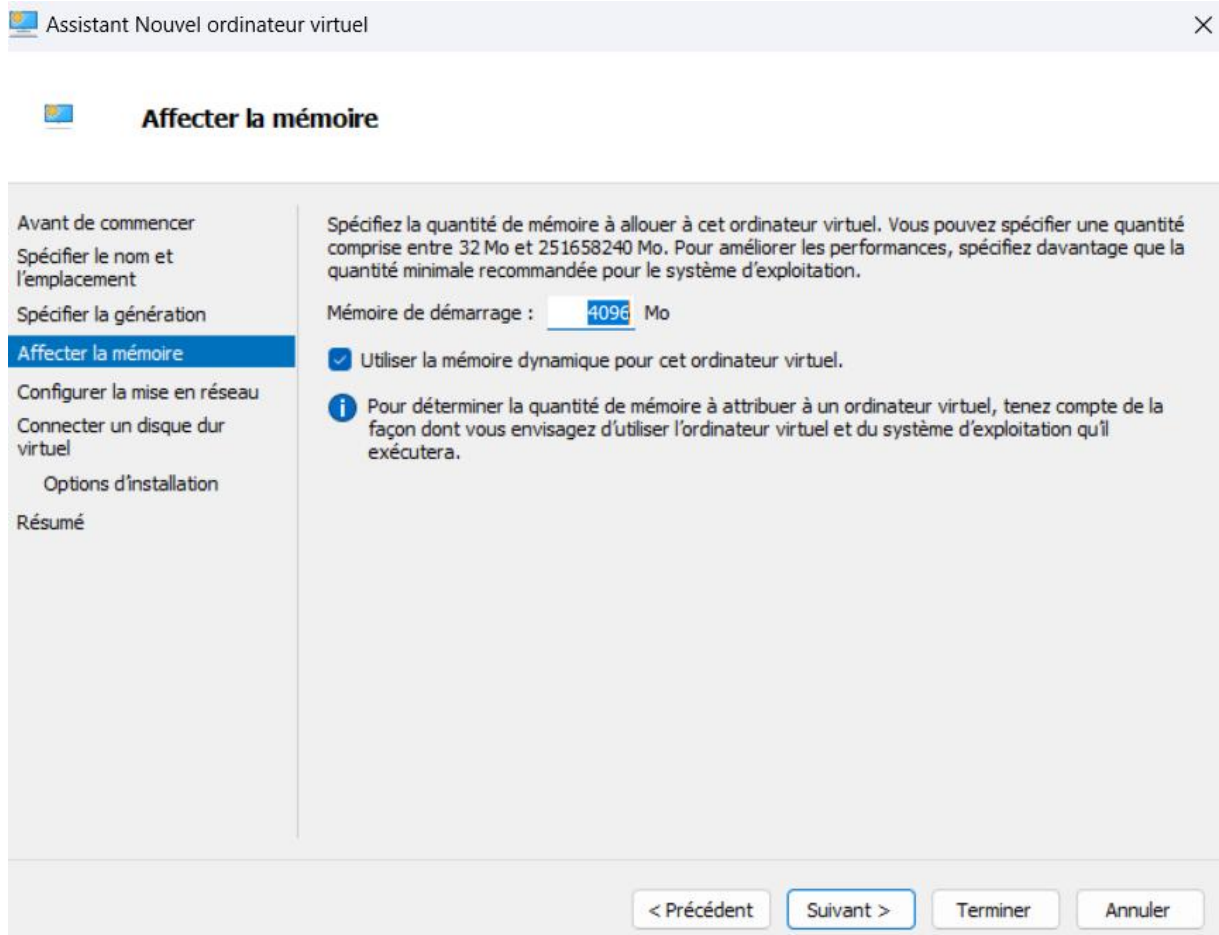 Assistant Nouvel ordinateur virtuel
Affecter la mémoire
Avant de commencer
Spécifier le nom et
l'emplacement
Spécifier la génération
Affecter la mémoire
Configurer la mise en réseau
Connecter un disque dur
virtuel
Options d'installation
Résumé
Spécifiez la quantité de mémoire à allouer à cet ordinateur virtuel. Vous pouvez spécifier une quantité
comprise entre 32 Mo et 251658240 Mo. Pour améliorer les performances, spécifiez davantage que la
quantité minimale recommandée pour le système d'exploitation.
Mémoire de démarrage : 4096 Mo
Utiliser la mémoire dynamique pour cet ordinateur virtuel.
Pour déterminer la quantité de mémoire à attribuer à un ordinateur virtuel, tenez compte de la
façon dont vous envisagez d'utiliser l'ordinateur virtuel et du système d'exploitation qu'il
exécutera.
< Précédent Suivant > Terminer Annuler